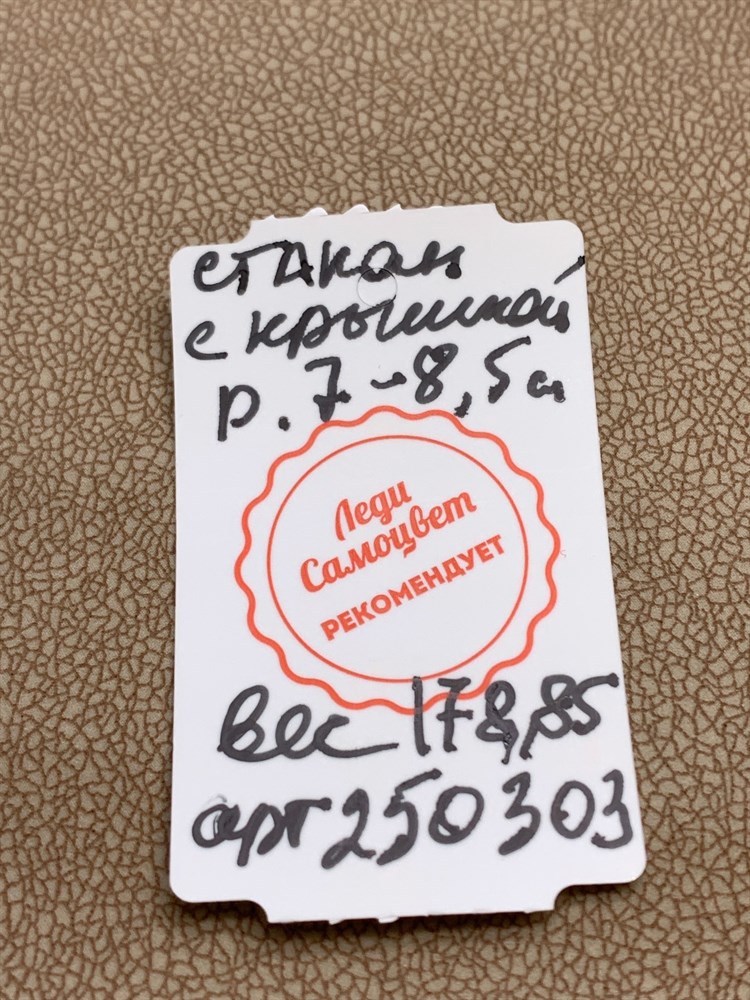 стакан
с крышкой
р. 7-8,5 см
Леди
Самоцвет
РЕКОМЕНДУЕТ
вес 178,85
арт 250303